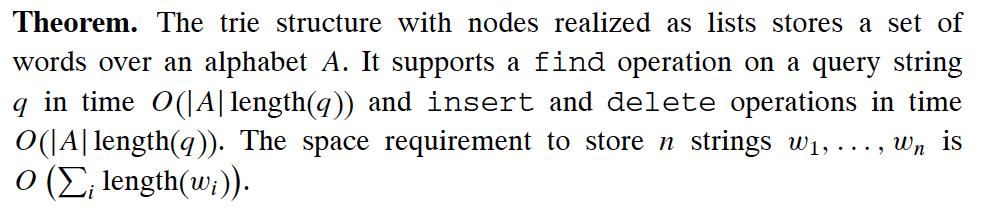 Theorem. The trie structure with nodes realized as lists stores a set of
words over an alphabet A. It supports a find operation on a query string
q in time O(|A| length(q)) and insert and delete operations in time
O(|A| length(q)). The space requirement to store n strings w₁, . . . , wₙ is
O (∑ᵢ length(wᵢ)).